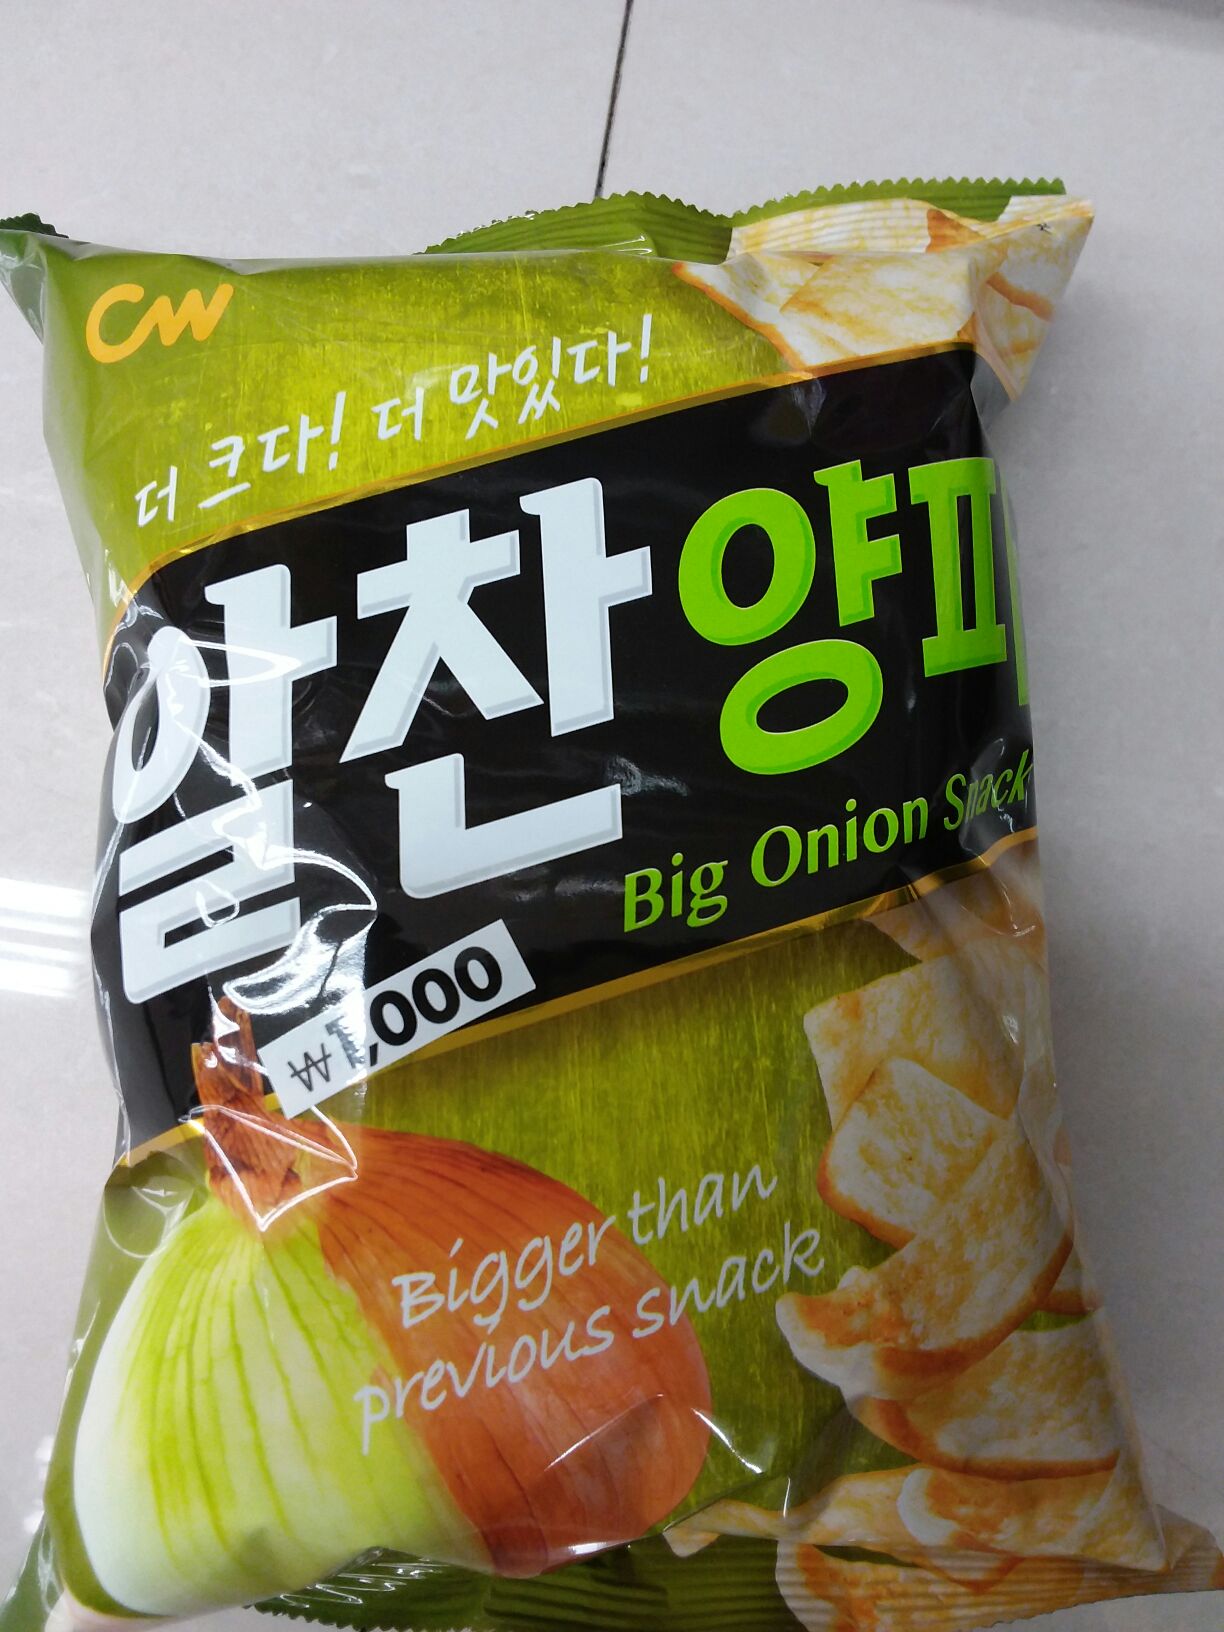 CW
더 크다! 더 맛있다!
알찬 양파
Big Onion Snack
₩1,000
Bigger than
previous snack